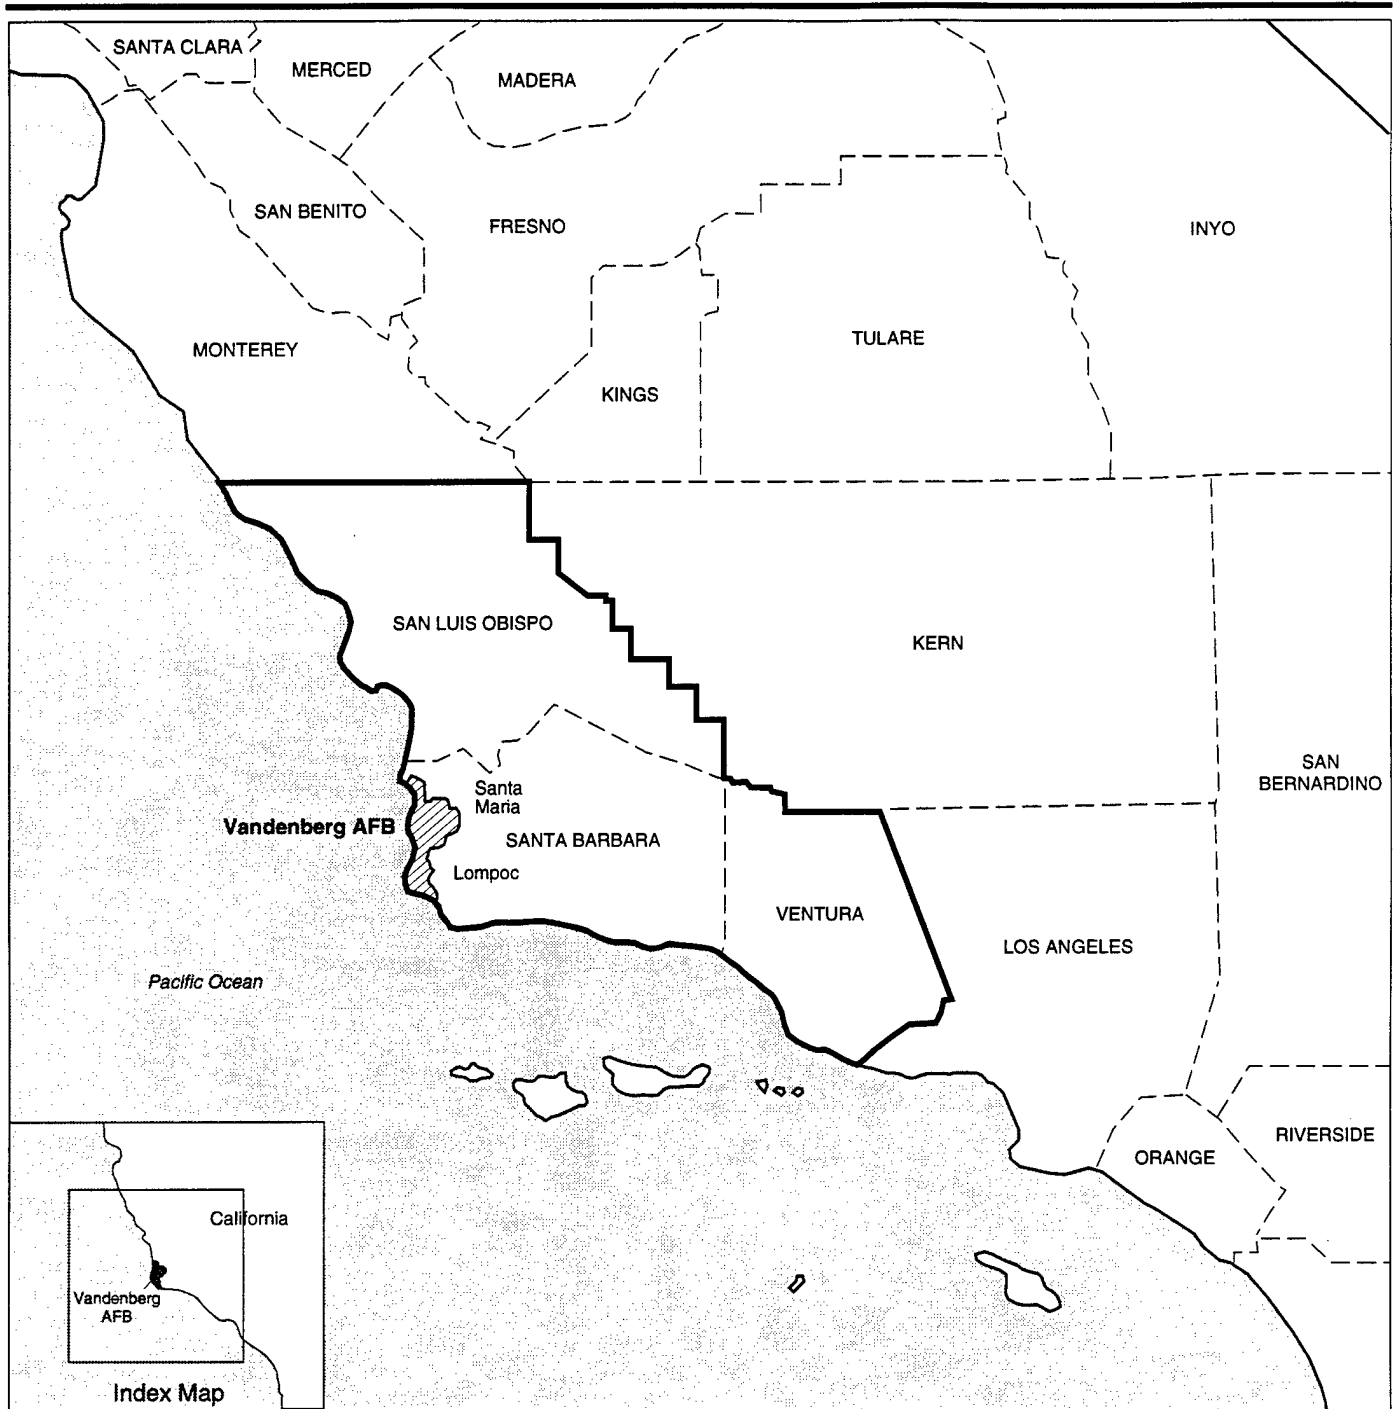 SANTA CLARA
MERCED
MADERA
SAN BENITO
FRESNO
INYO
MONTEREY
TULARE
KINGS
SAN LUIS OBISPO
KERN
SAN
BERNARDINO
Santa
Maria
Vandenberg AFB
SANTA BARBARA
Lompoc
VENTURA
LOS ANGELES
Pacific Ocean
RIVERSIDE
ORANGE
California
Vandenberg
AFB
Index Map